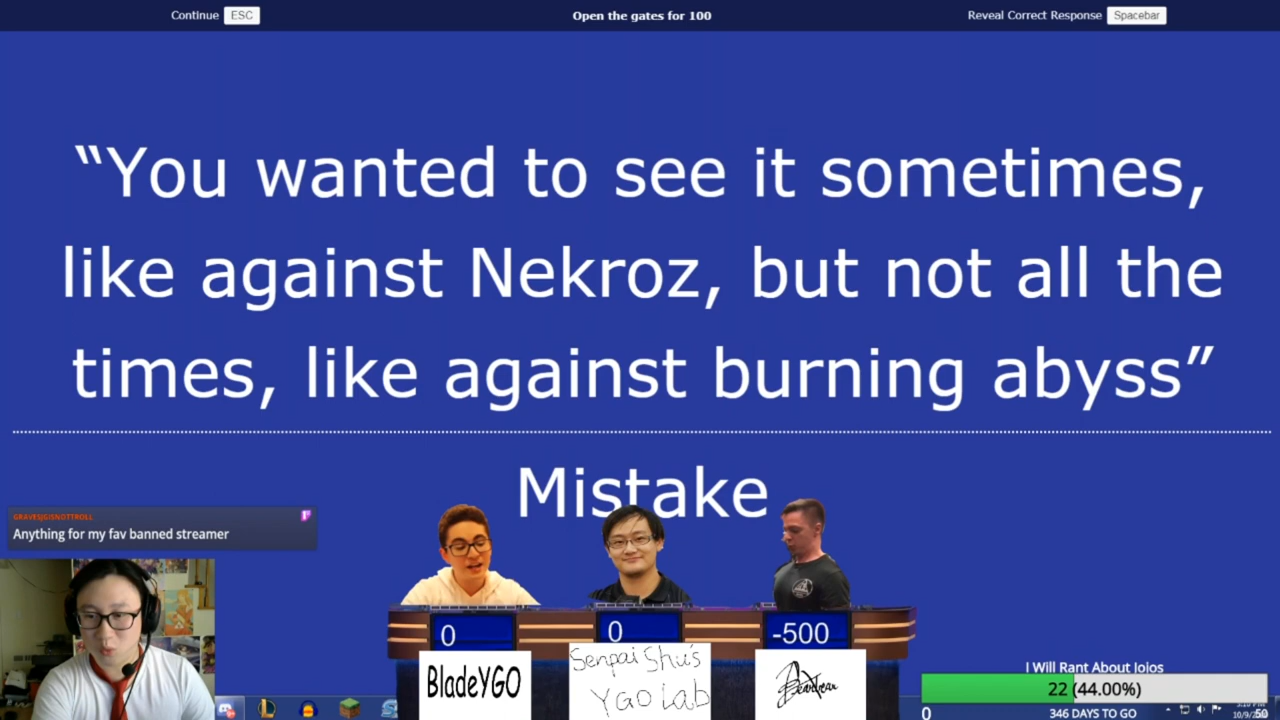 Continue ESC
Open the gates for 100
Reveal Correct Response Spacebar
“You wanted to see it sometimes,
like against Nekroz, but not all the
times, like against burning abyss”
Mistake
GRAVESJGISNOTTROLL
Anything for my fav banned streamer
0
0
-500
BladeYGO
Senpai Shu's
YGO Lab
I Will Rant About Jojos
22 (44.00%)
0
346 DAYS TO GO
50